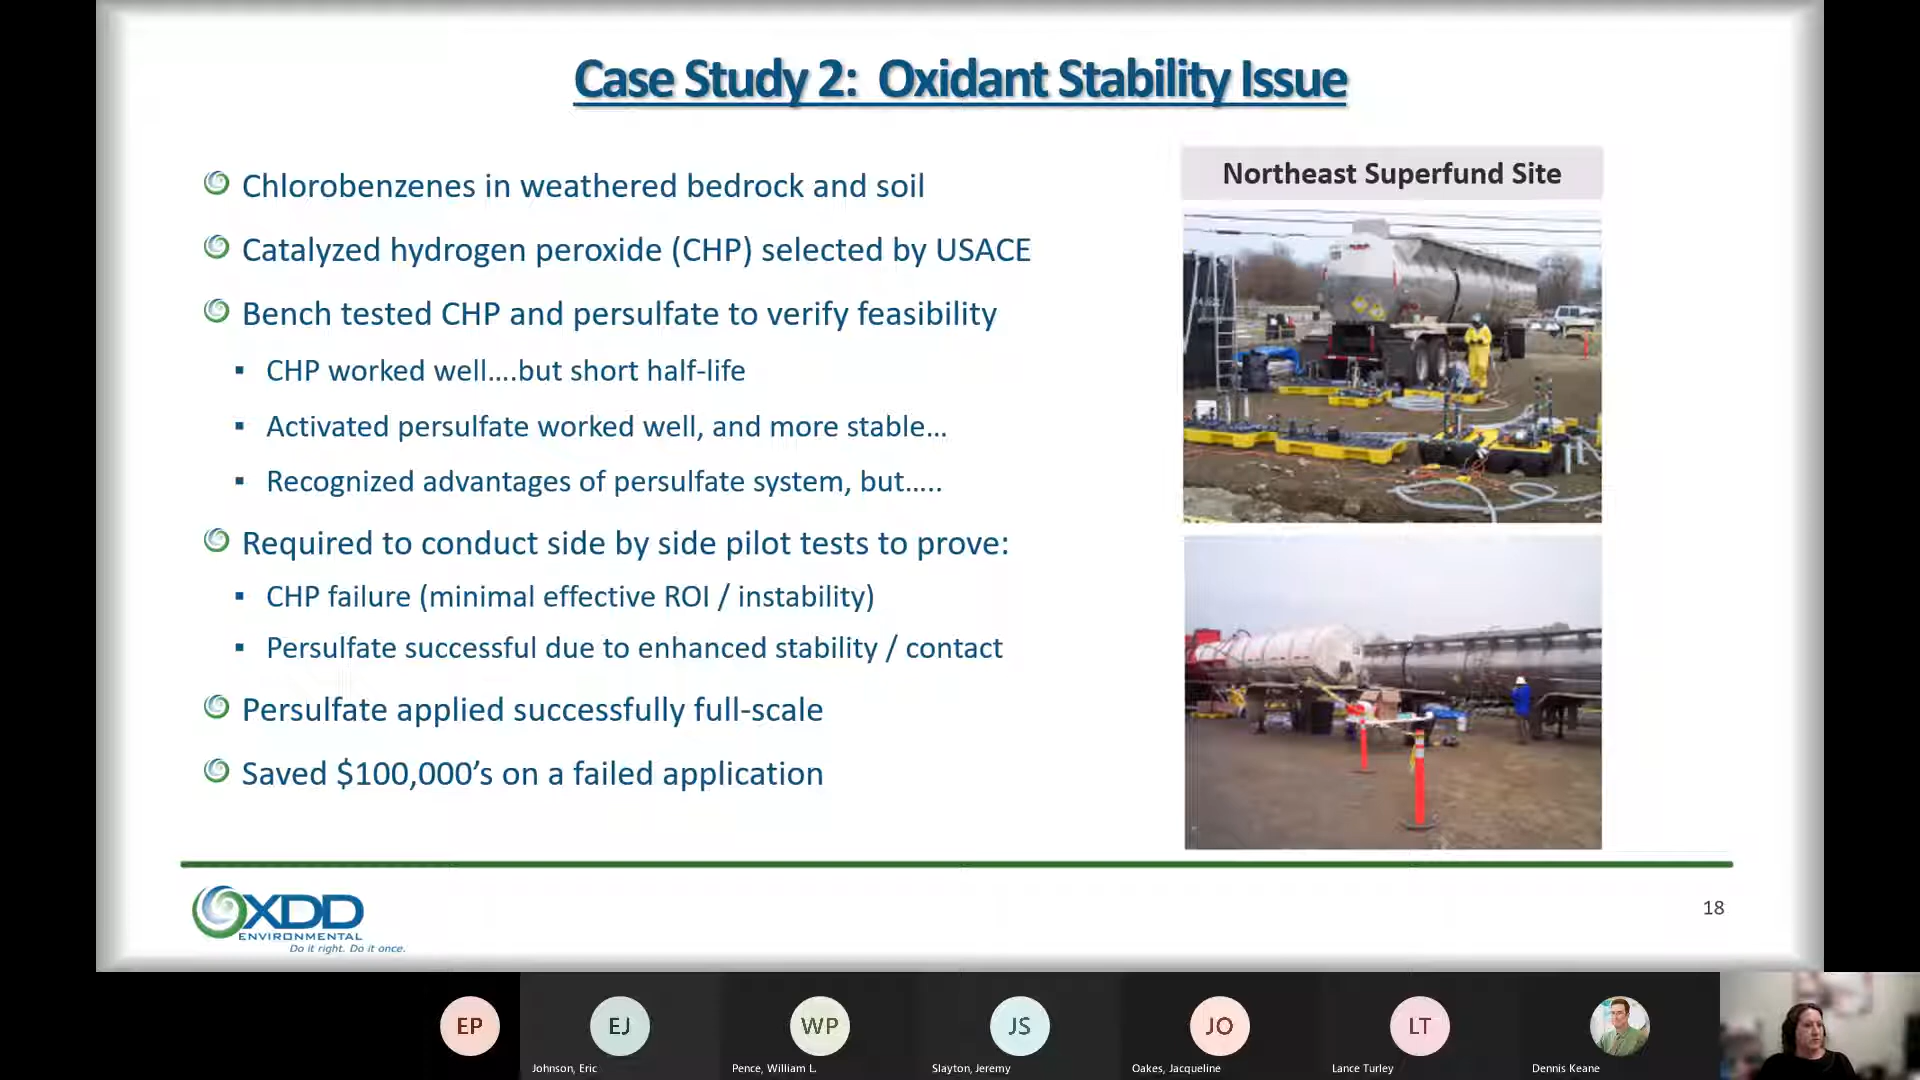 Case Study 2: Oxidant Stability Issue
Chlorobenzenes in weathered bedrock and soil
Catalyzed hydrogen peroxide (CHP) selected by USACE
Bench tested CHP and persulfate to verify feasibility
▪ CHP worked well....but short half-life
▪ Activated persulfate worked well, and more stable...
▪ Recognized advantages of persulfate system, but.....
Required to conduct side by side pilot tests to prove:
▪ CHP failure (minimal effective ROI / instability)
▪ Persulfate successful due to enhanced stability / contact
Persulfate applied successfully full-scale
Saved $100,000’s on a failed application
Northeast Superfund Site
XDD
ENVIRONMENTAL
Do it right. Do it once.
18
EP
EJ
WP
JS
JO
LT
Johnson, Eric
Pence, William L.
Slayton, Jeremy
Oakes, Jacqueline
Lance Turley
Dennis Keane